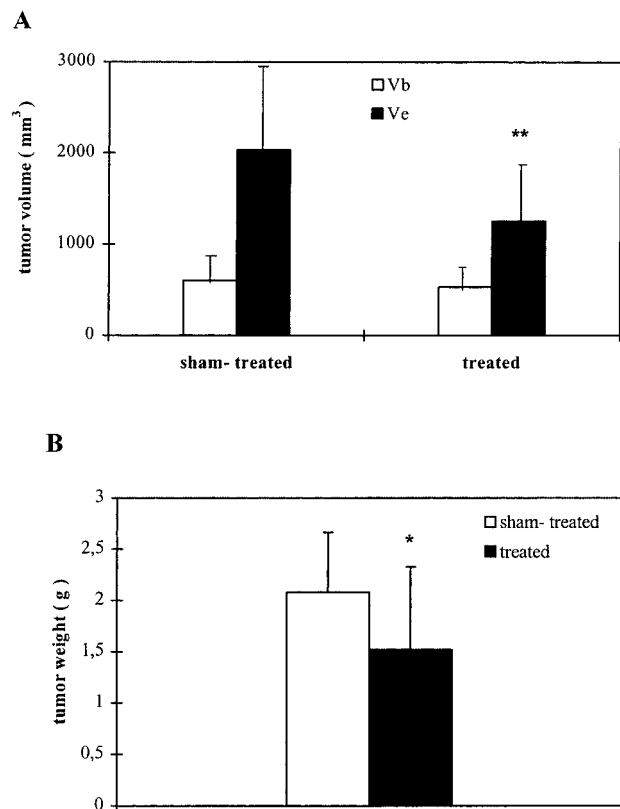 A
tumor volume ( mm³ )
3000
2000
1000
0
Vb
Ve
**
sham- treated
treated
B
tumor weight ( g )
3
2,5
2
1,5
1
0,5
0
sham- treated
treated
*